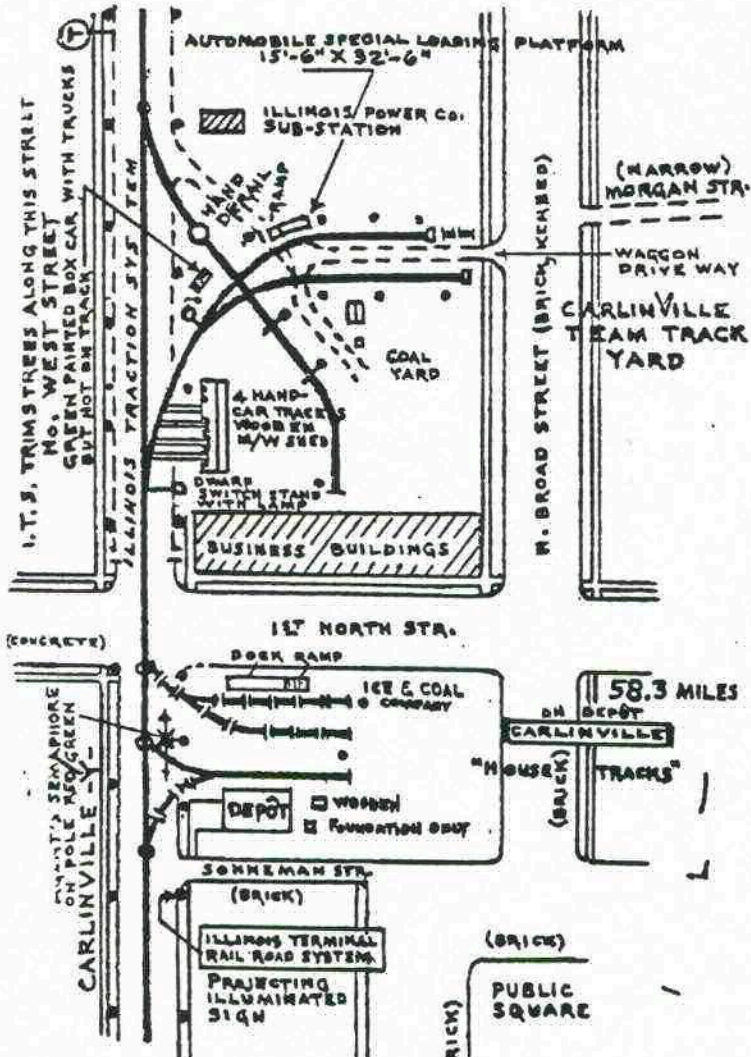 T
AUTOMOBILE SPECIAL LOADING PLATFORM
15'-6" X 32'-6"
ILLINOIS POWER CO.
SUB-STATION
HAND
DERAIL
RAMP
(NARROW)
MORGAN STR.
WAGGON
DRIVE WAY
CARLINVILLE
TEAM TRACK
YARD
I.T.S. TRIMS TREES ALONG THIS STREET
NO. WEST STREET
GREEN PAINTED BOX CAR WITH TRUCKS
BUT NOT ON TRACK
ILLINOIS TRACTION SYSTEM
N. BROAD STREET (BRICK,
COAL
YARD
4 HAND-
CAR TRACKS
WOODEN
M/W SHED
DWARF
SWITCH STAND
WITH LAMP
BUSINESS BUILDINGS
1ST NORTH STR.
(CONCRETE)
DOCK RAMP
ICE & COAL
COMPANY
58.3 MILES
ON DEPOT
CARLINVILLE
"HOUSE TRACKS"
(BRICK)
SEMAPHORE
ON POLE RED GREEN
CARLINVILLE
DEPOT
WOODEN
FOUNDATION ONLY
SONNEMAN STR.
(BRICK)
ILLINOIS TERMINAL
RAIL ROAD SYSTEM
PROJECTING
ILLUMINATED
SIGN
(BRICK)
PUBLIC
SQUARE